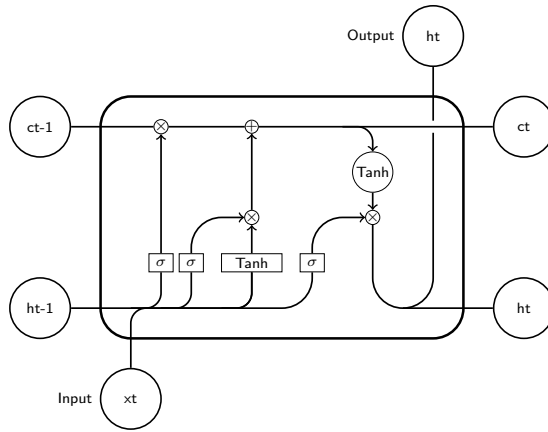 Output ht
ct-1 × + ct
Tanh
× ×
σ σ Tanh σ
ht-1 ht
Input xt